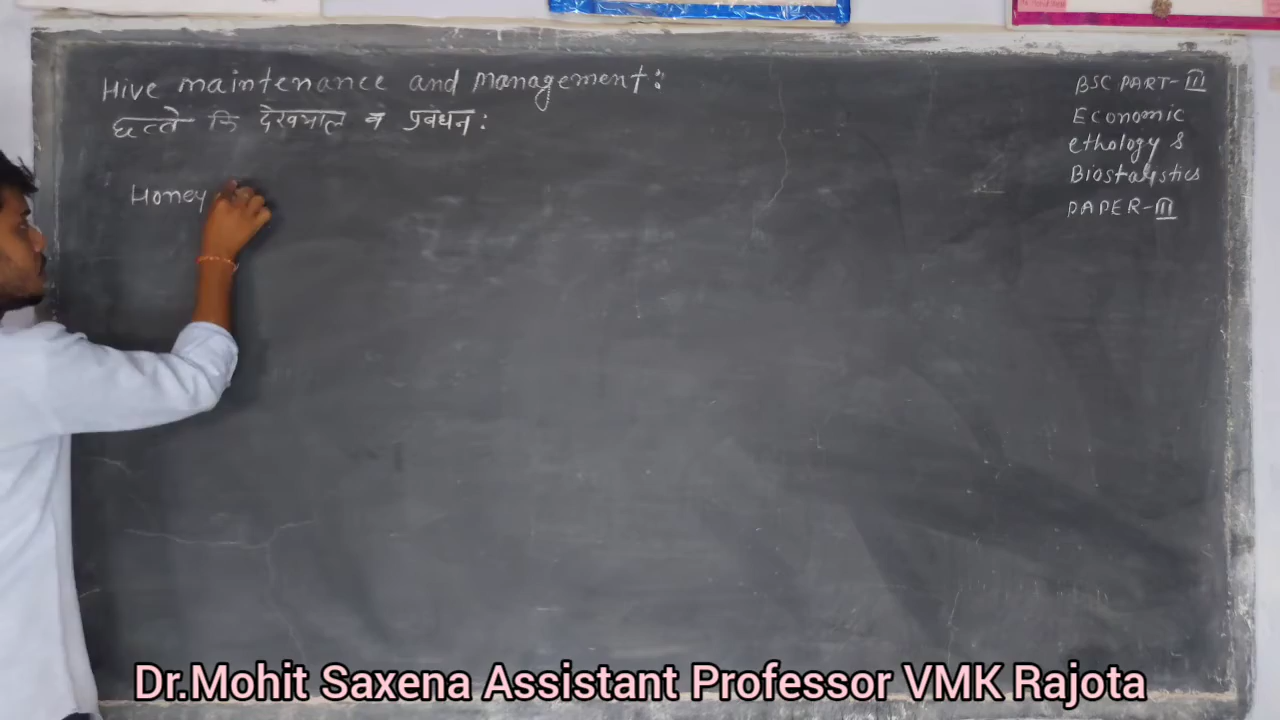 Hive maintenance and management:
छत्ते कि देखभाल व प्रबंधन:
Honey
BSC PART-III
Economic
ethology &
Biostatistics
PAPER-III
Dr.Mohit Saxena Assistant Professor VMK Rajota